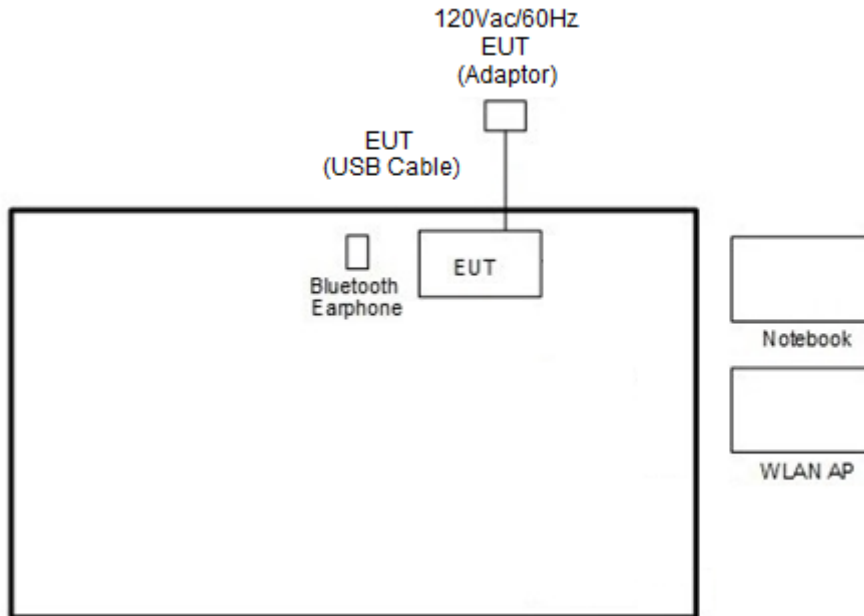 120Vac/60Hz
EUT
(Adaptor)
EUT
(USB Cable)
EUT
Bluetooth
Earphone
Notebook
WLAN AP